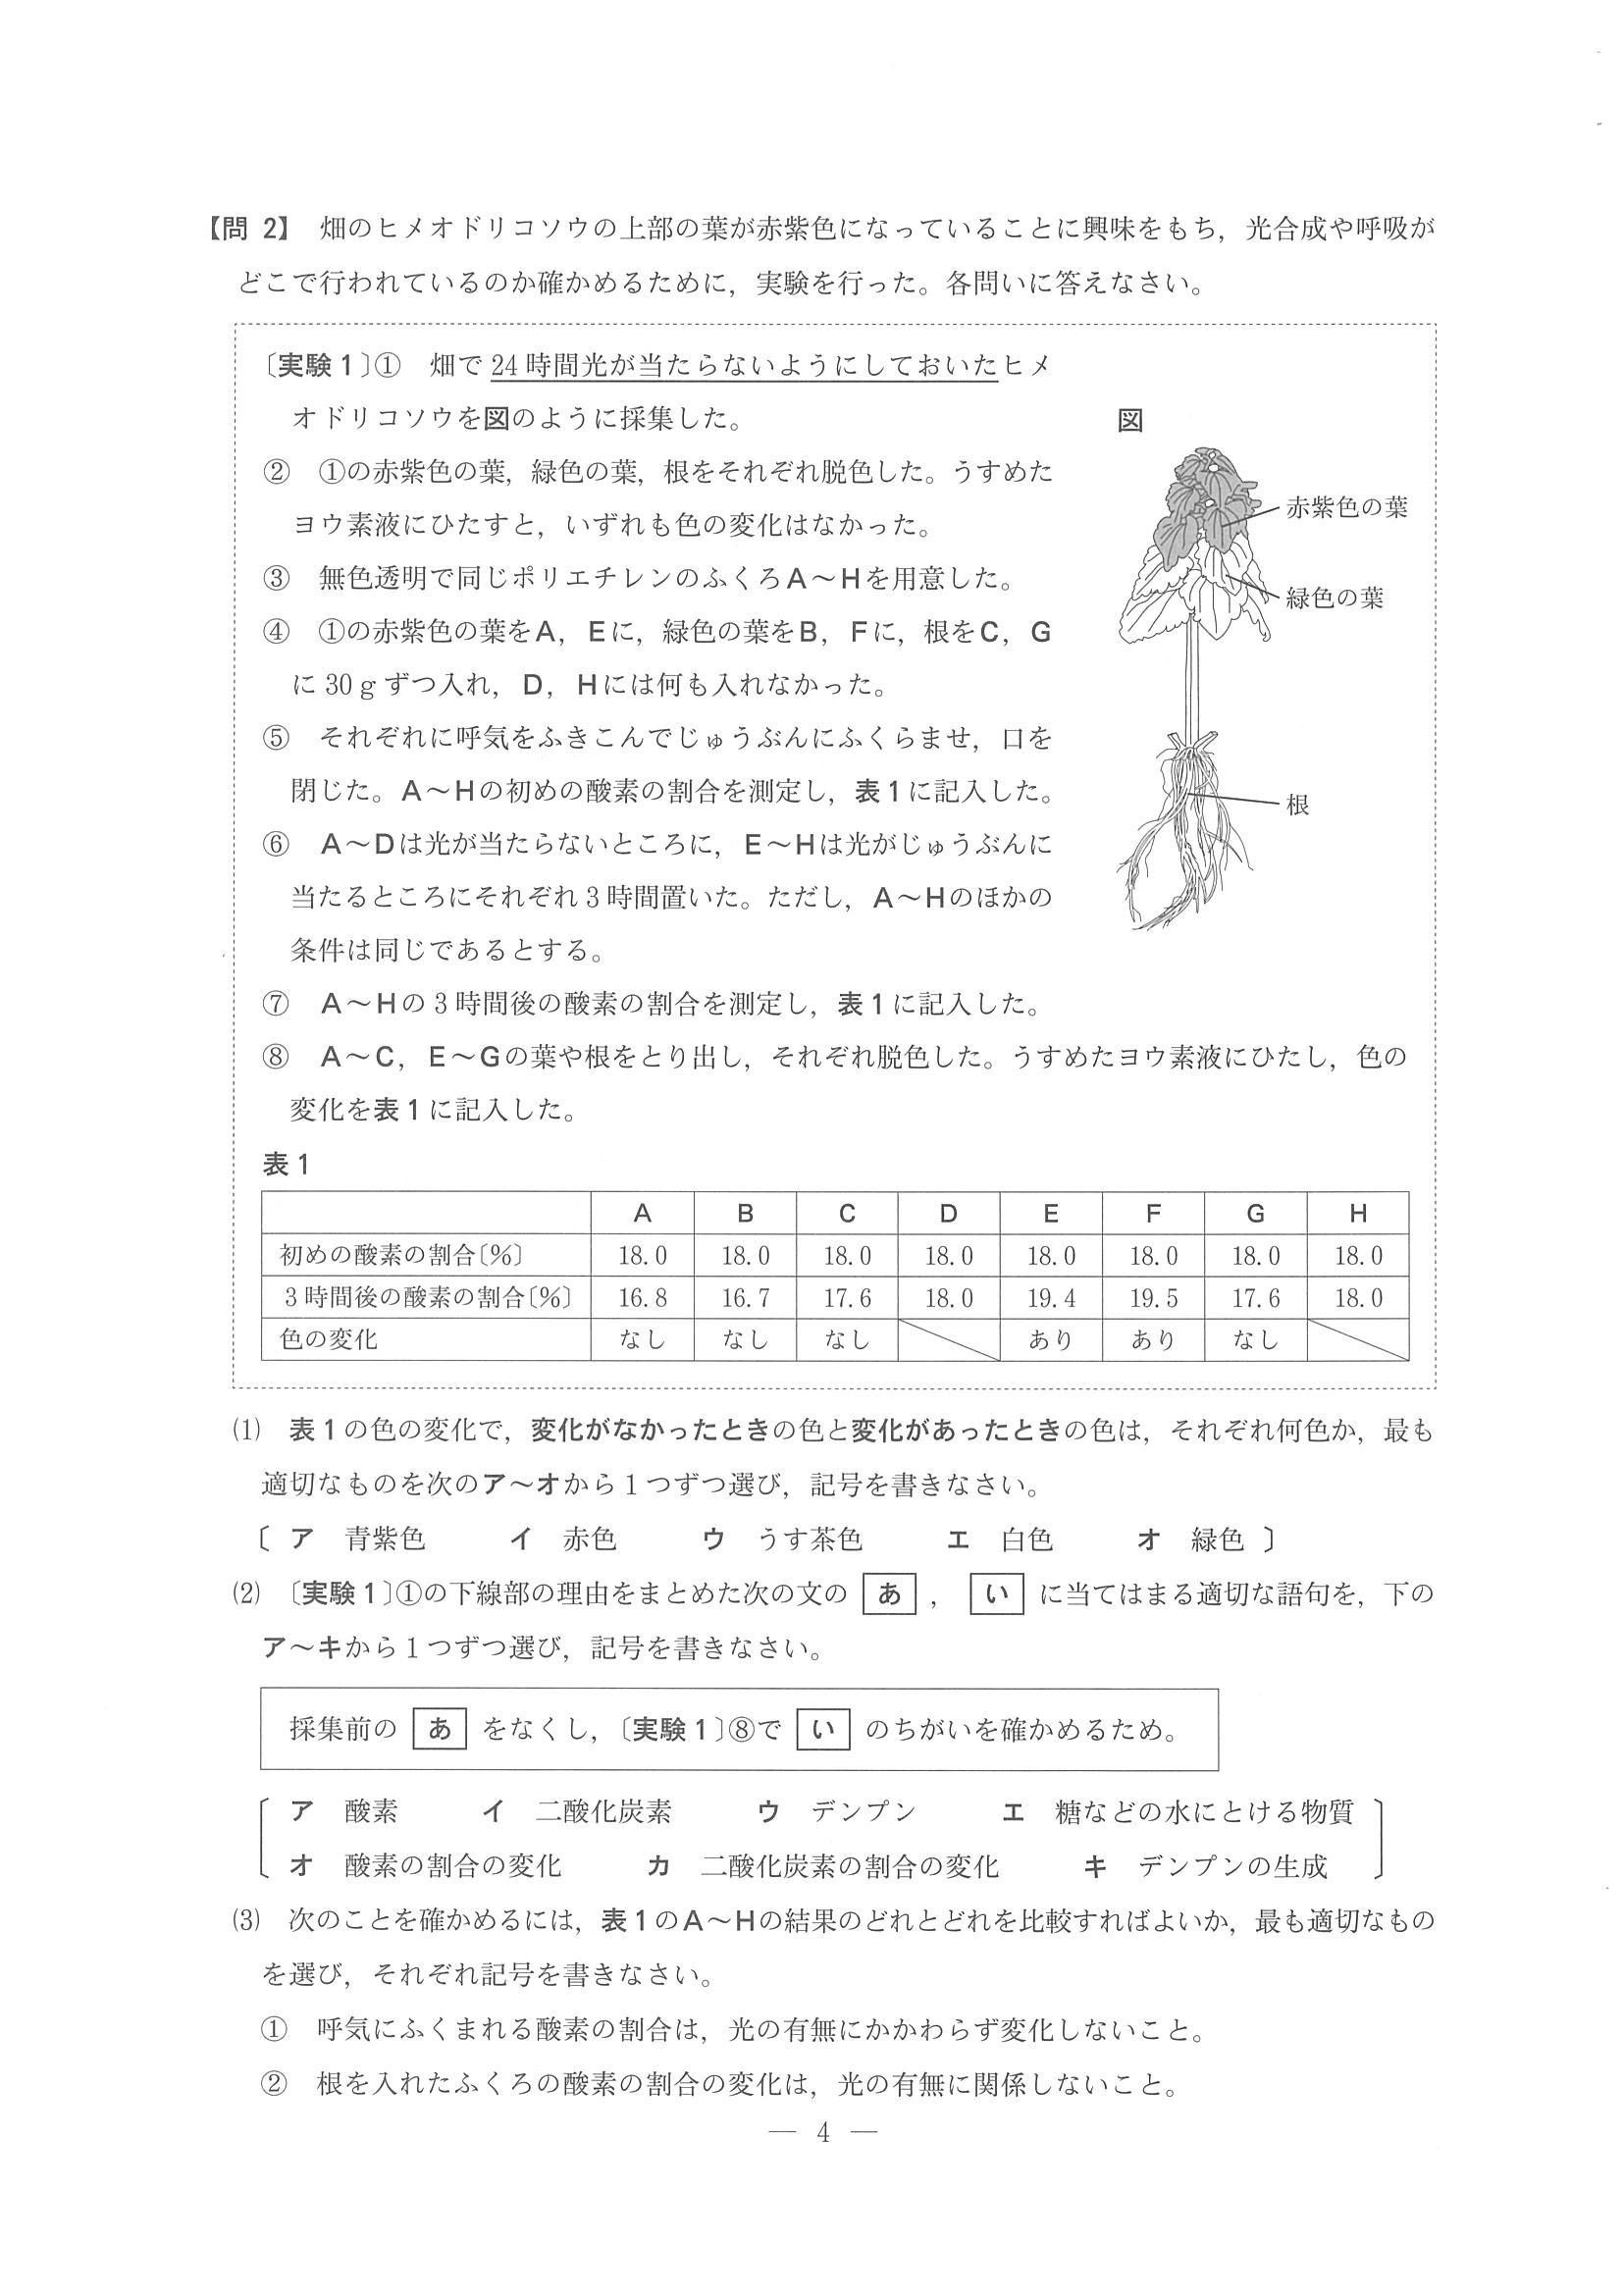 【問 2】 畑のヒメオドリコソウの上部の葉が赤紫色になっていることに興味をもち，光合成や呼吸が
どこで行われているのか確かめるために，実験を行った。各問いに答えなさい。
〔実験1〕① 畑で24時間光が当たらないようにしておいたヒメ
オドリコソウを図のように採集した。
② ①の赤紫色の葉，緑色の葉，根をそれぞれ脱色した。うすめた
ヨウ素液にひたすと，いずれも色の変化はなかった。
③ 無色透明で同じポリエチレンのふくろA～Hを用意した。
④ ①の赤紫色の葉をA，Eに，緑色の葉をB，Fに，根をC，G
に30gずつ入れ，D，Hには何も入れなかった。
⑤ それぞれに呼気をふきこんでじゅうぶんにふくらませ，口を
閉じた。A～Hの初めの酸素の割合を測定し，表1に記入した。
⑥ A～Dは光が当たらないところに，E～Hは光がじゅうぶんに
当たるところにそれぞれ3時間置いた。ただし，A～Hのほかの
条件は同じであるとする。
⑦ A～Hの3時間後の酸素の割合を測定し，表1に記入した。
⑧ A～C，E～Gの葉や根をとり出し，それぞれ脱色した。うすめたヨウ素液にひたし，色の
変化を表1に記入した。
図
赤紫色の葉
緑色の葉
根
表1
A B C D E F G H
初めの酸素の割合〔%〕 18.0 18.0 18.0 18.0 18.0 18.0 18.0 18.0
3時間後の酸素の割合〔%〕 16.8 16.7 17.6 18.0 19.4 19.5 17.6 18.0
色の変化 なし なし なし あり あり なし
(1) 表1の色の変化で，変化がなかったときの色と変化があったときの色は，それぞれ何色か，最も
適切なものを次のア～オから1つずつ選び，記号を書きなさい。
〔 ア 青紫色 イ 赤色 ウ うす茶色 エ 白色 オ 緑色 〕
(2) 〔実験1〕①の下線部の理由をまとめた次の文の あ ， い に当てはまる適切な語句を，下の
ア～キから1つずつ選び，記号を書きなさい。
採集前の あ をなくし，〔実験1〕⑧で い のちがいを確かめるため。
ア 酸素 イ 二酸化炭素 ウ デンプン エ 糖などの水にとける物質
オ 酸素の割合の変化 カ 二酸化炭素の割合の変化 キ デンプンの生成
(3) 次のことを確かめるには，表1のA～Hの結果のどれとどれを比較すればよいか，最も適切なもの
を選び，それぞれ記号を書きなさい。
① 呼気にふくまれる酸素の割合は，光の有無にかかわらず変化しないこと。
② 根を入れたふくろの酸素の割合の変化は，光の有無に関係しないこと。
— 4 —